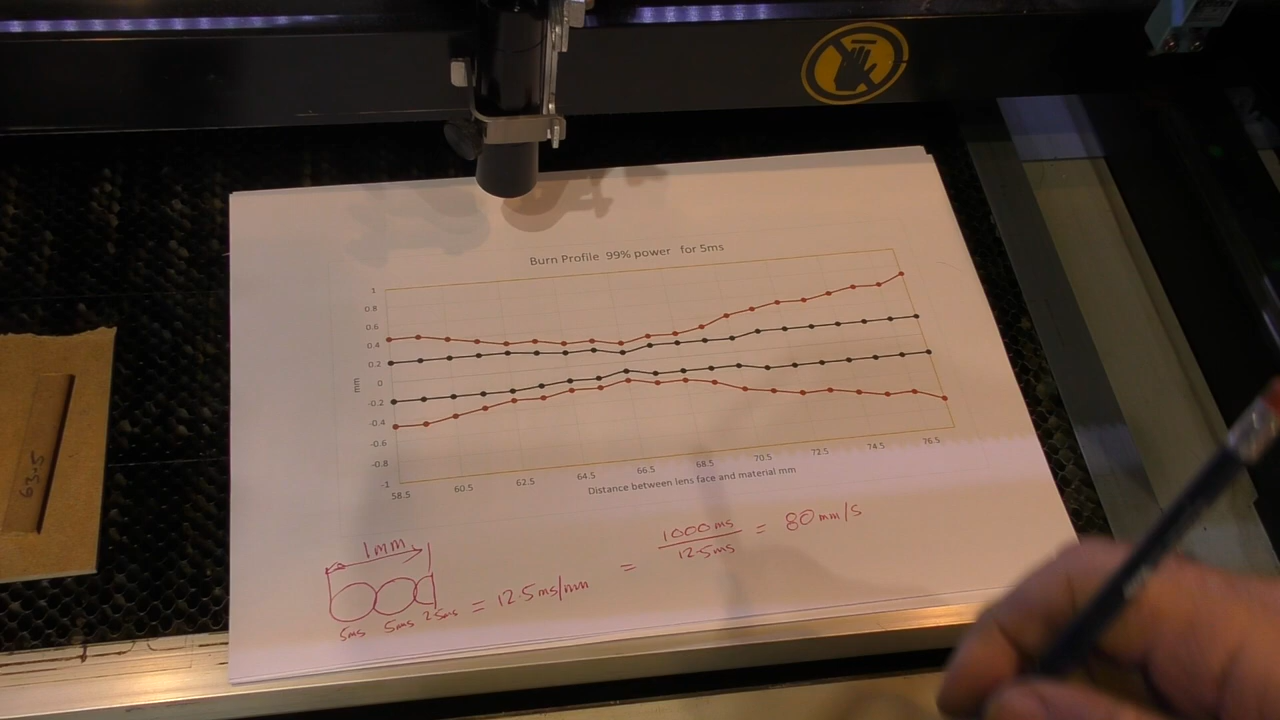 Burn Profile 99% power for 5ms
1
0.8
0.6
0.4
0.2
0
-0.2
-0.4
-0.6
-0.8
-1
mm
58.5 60.5 62.5 64.5 66.5 68.5 70.5 72.5 74.5 76.5
Distance between lens face and material mm
1mm
5ms 5ms 2.5ms = 12.5ms/mm = 1000ms / 12.5ms = 80mm/s
63.5